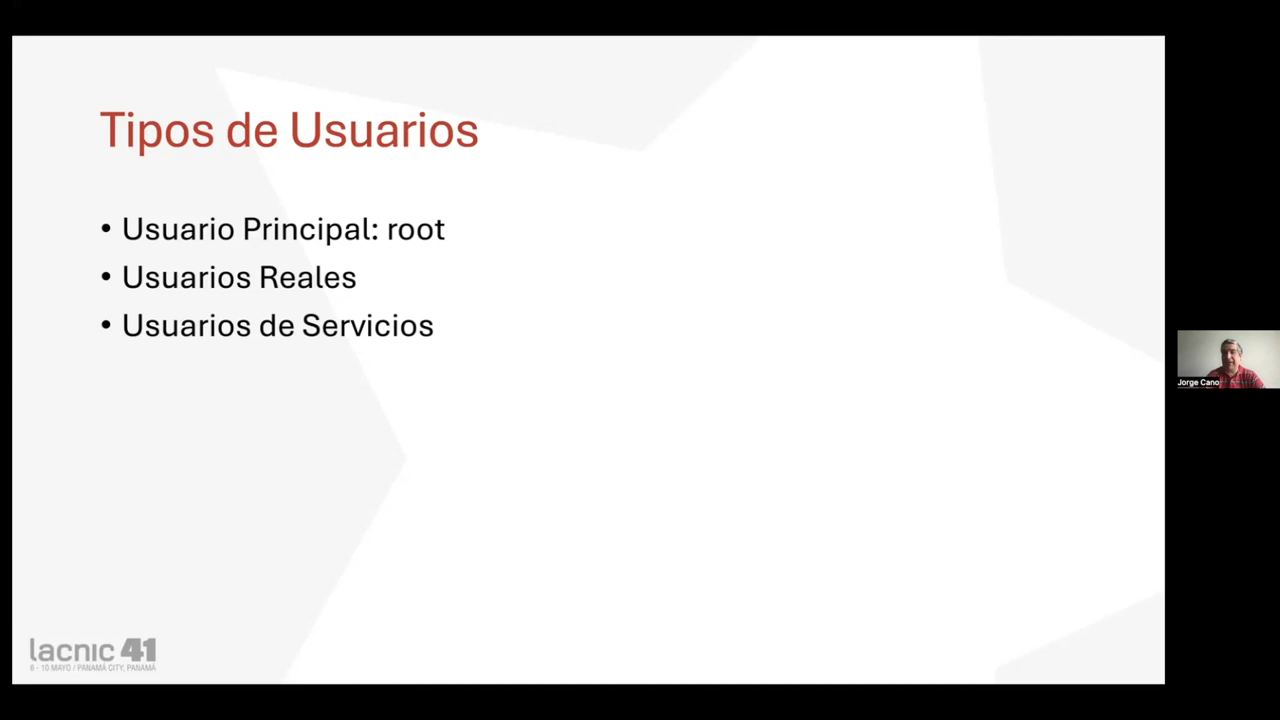 Tipos de Usuarios
• Usuario Principal: root
• Usuarios Reales
• Usuarios de Servicios
Jorge Cano
lacnic 41
6 - 10 MAYO / PANAMÁ CITY, PANAMÁ